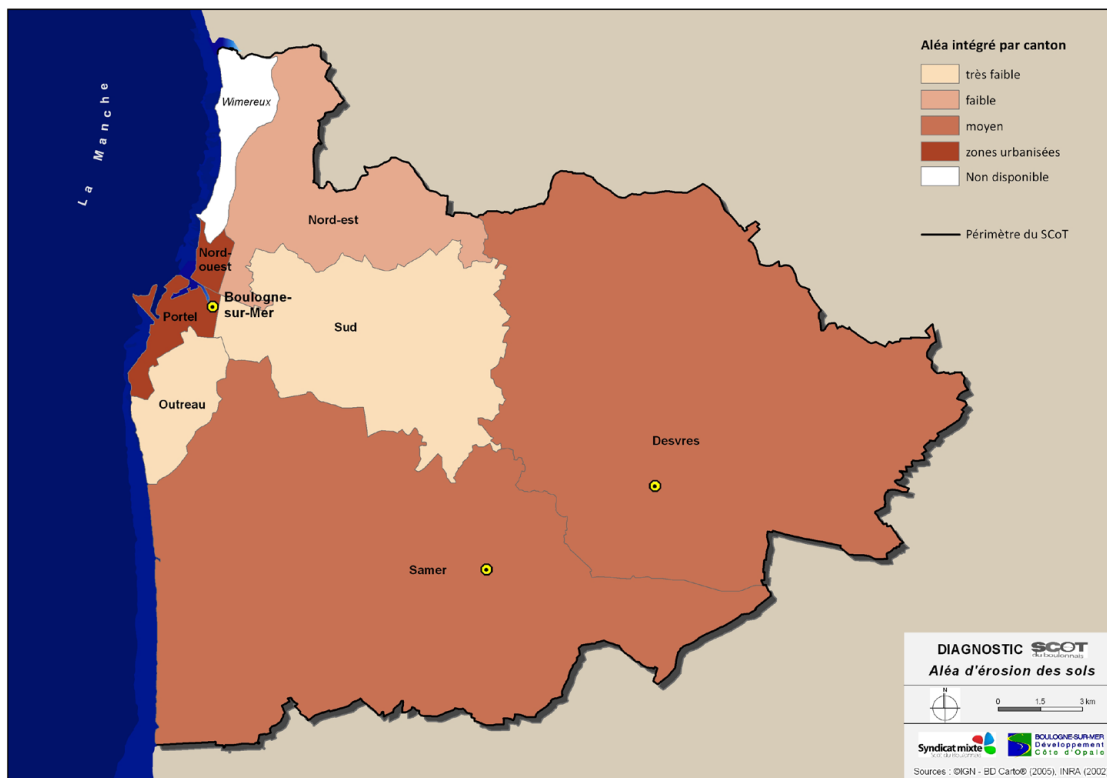 Aléa intégré par canton
très faible
faible
moyen
zones urbanisées
Non disponible
Périmètre du SCoT
La Manche
Wimereux
Nord-est
Nord-
ouest
Boulogne-
sur-Mer
Portel
Sud
Outreau
Desvres
Samer
DIAGNOSTIC SCOT
du boulonnais
Aléa d'érosion des sols
N
0 1.5 3 km
Syndicat mixte
BOULOGNE-SUR-MER
Développement
Côte d'Opale
Sources : ©IGN - BD Carto® (2005), INRA (2002